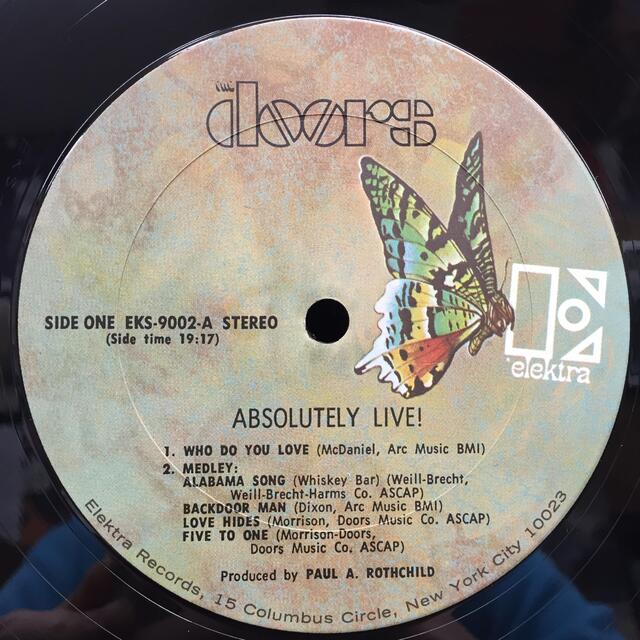 THE
doors
elektra
SIDE ONE EKS-9002-A STEREO
(Side time 19:17)
ABSOLUTELY LIVE!
1. WHO DO YOU LOVE (McDaniel, Arc Music BMI)
2. MEDLEY:
ALABAMA SONG (Whiskey Bar) (Weill-Brecht,
Weill-Brecht-Harms Co. ASCAP)
BACKDOOR MAN (Dixon, Arc Music BMI)
LOVE HIDES (Morrison, Doors Music Co. ASCAP)
FIVE TO ONE (Morrison-Doors,
Doors Music Co. ASCAP)
Produced by PAUL A. ROTHCHILD
Elektra Records, 15 Columbus Circle, New York City 10023